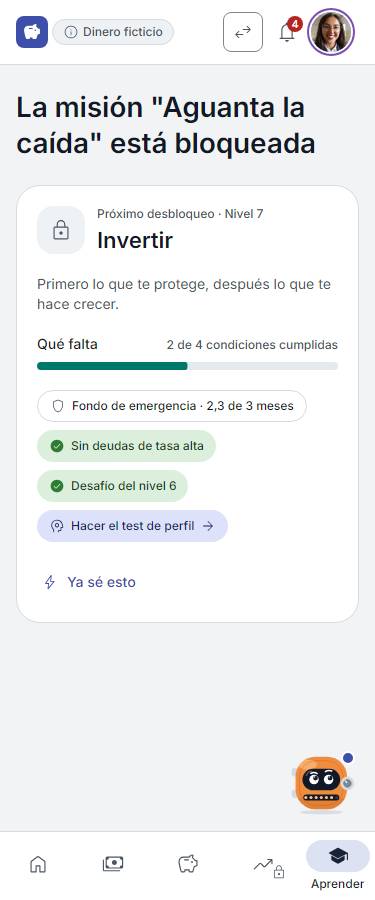 Dinero ficticio
4
La misión "Aguanta la
caída" está bloqueada
Próximo desbloqueo · Nivel 7
Invertir
Primero lo que te protege, después lo que te
hace crecer.
Qué falta
2 de 4 condiciones cumplidas
Fondo de emergencia · 2,3 de 3 meses
Sin deudas de tasa alta
Desafío del nivel 6
Hacer el test de perfil
Ya sé esto
Aprender